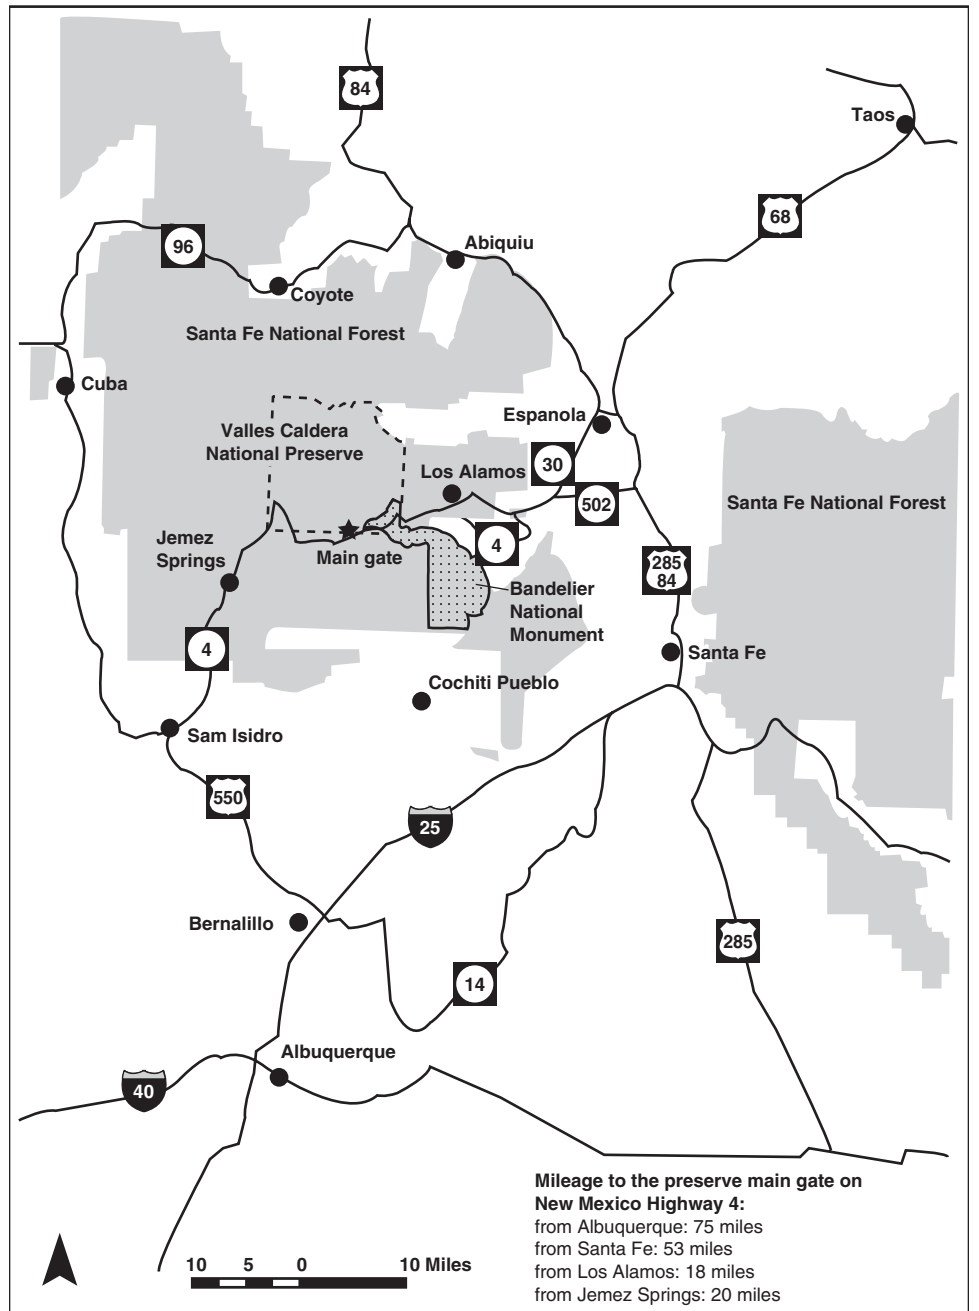 84
Taos
68
96
Abiquiu
Coyote
Santa Fe National Forest
Cuba
Espanola
Valles Caldera
National Preserve
30
Los Alamos
502
Santa Fe National Forest
Jemez
Springs
Main gate
4
285
84
Bandelier
National
Monument
4
Santa Fe
Cochiti Pueblo
Sam Isidro
550
25
Bernalillo
285
14
Albuquerque
40
Mileage to the preserve main gate on
New Mexico Highway 4:
from Albuquerque: 75 miles
from Santa Fe: 53 miles
from Los Alamos: 18 miles
from Jemez Springs: 20 miles
10 5 0 10 Miles